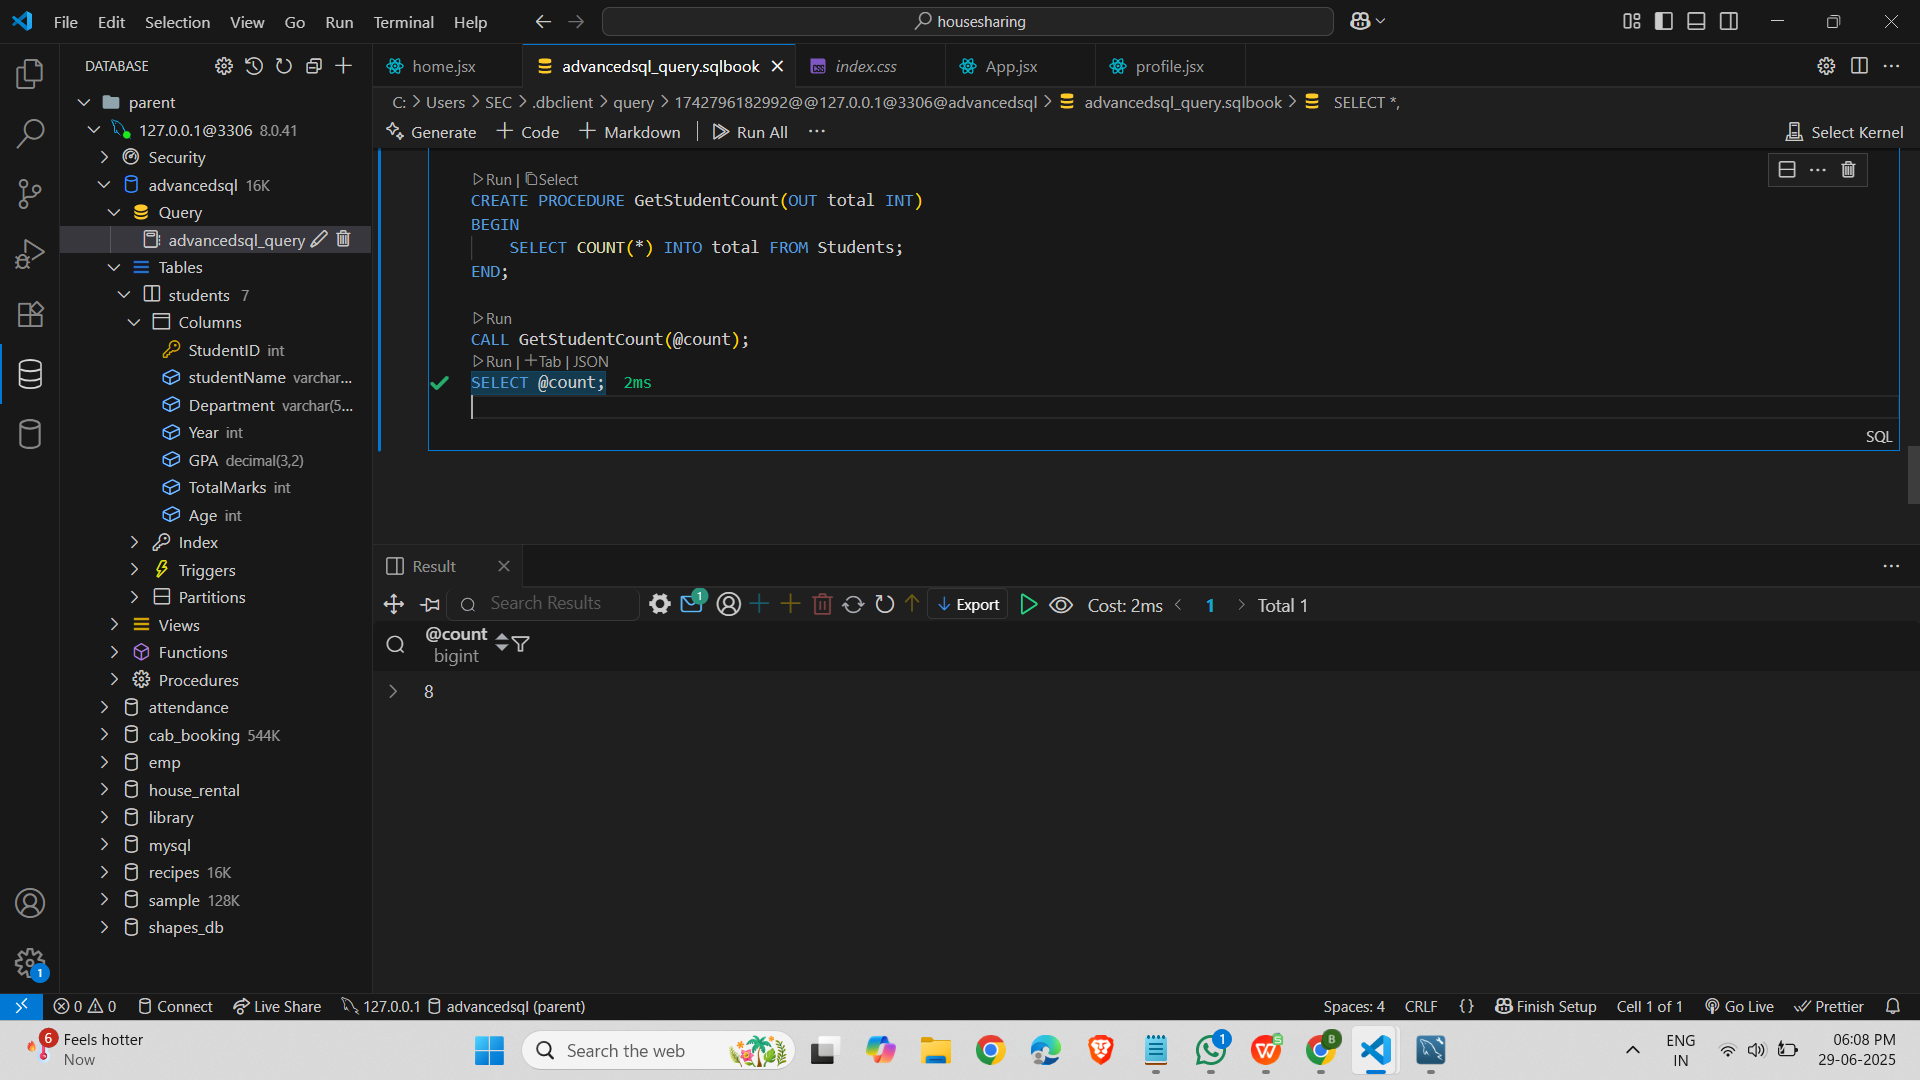 File Edit Selection View Go Run Terminal Help
housesharing
DATABASE
parent
127.0.0.1@3306 8.0.41
Security
advancedsql 16K
Query
advancedsql_query
Tables
students 7
Columns
StudentID int
studentName varchar...
Department varchar(5...
Year int
GPA decimal(3,2)
TotalMarks int
Age int
Index
Triggers
Partitions
Views
Functions
Procedures
attendance
cab_booking 544K
emp
house_rental
library
mysql
recipes 16K
sample 128K
shapes_db
1
home.jsx advancedsql_query.sqlbook index.css App.jsx profile.jsx
C: > Users > SEC > .dbclient > query > 1742796182992@@127.0.0.1@3306@advancedsql > advancedsql_query.sqlbook > SELECT *,
Generate + Code + Markdown | Run All ... Select Kernel
Run | Select
CREATE PROCEDURE GetStudentCount(OUT total INT)
BEGIN
SELECT COUNT(*) INTO total FROM Students;
END;
Run
CALL GetStudentCount(@count);
Run | +Tab | JSON
SELECT @count; 2ms
SQL
Result
Search Results 1 Export Cost: 2ms < 1 > Total 1
@count
bigint
8
0 0 Connect Live Share 127.0.0.1 advancedsql (parent) Spaces: 4 CRLF {} Finish Setup Cell 1 of 1 Go Live Prettier
6 Feels hotter
Now
Search the web
1
S
B
ENG
IN
06:08 PM
29-06-2025